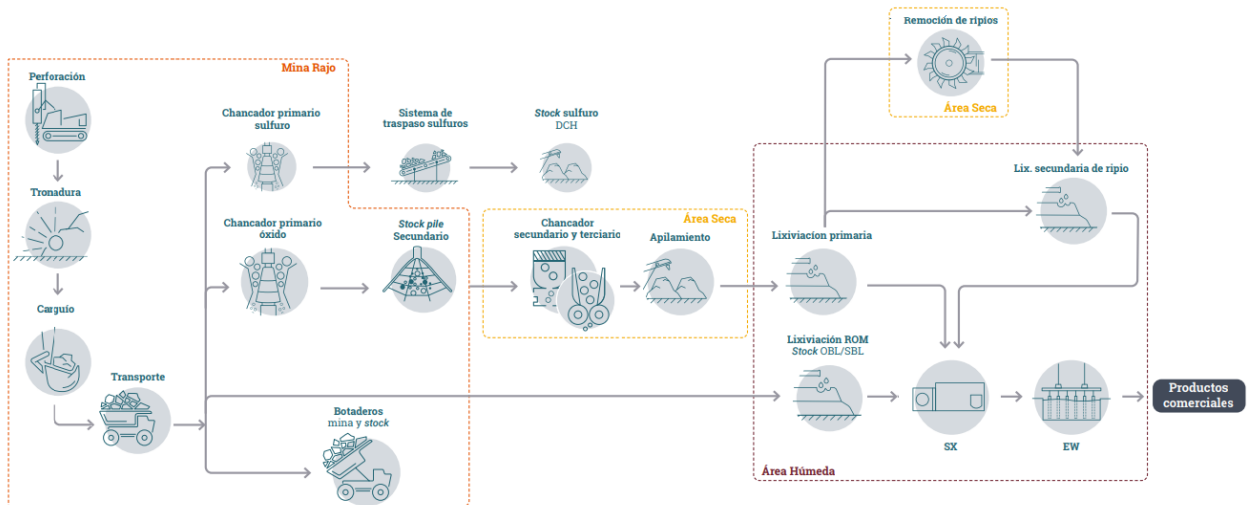 Remoción de ripios
Área Seca
Mina Rajo
Perforación
Chancador primario
sulfuro
Sistema de
traspaso sulfuros
Stock sulfuro
DCH
Tronadura
Lix. secundaria de ripio
Chancador primario
óxido
Stock pile
Secundario
Área Seca
Chancador
secundario y terciario
Apilamiento
Lixiviacion primaria
Carguío
Lixiviación ROM
Stock OBL/SBL
Transporte
Productos
comerciales
Botaderos
mina y stock
SX
EW
Área Húmeda